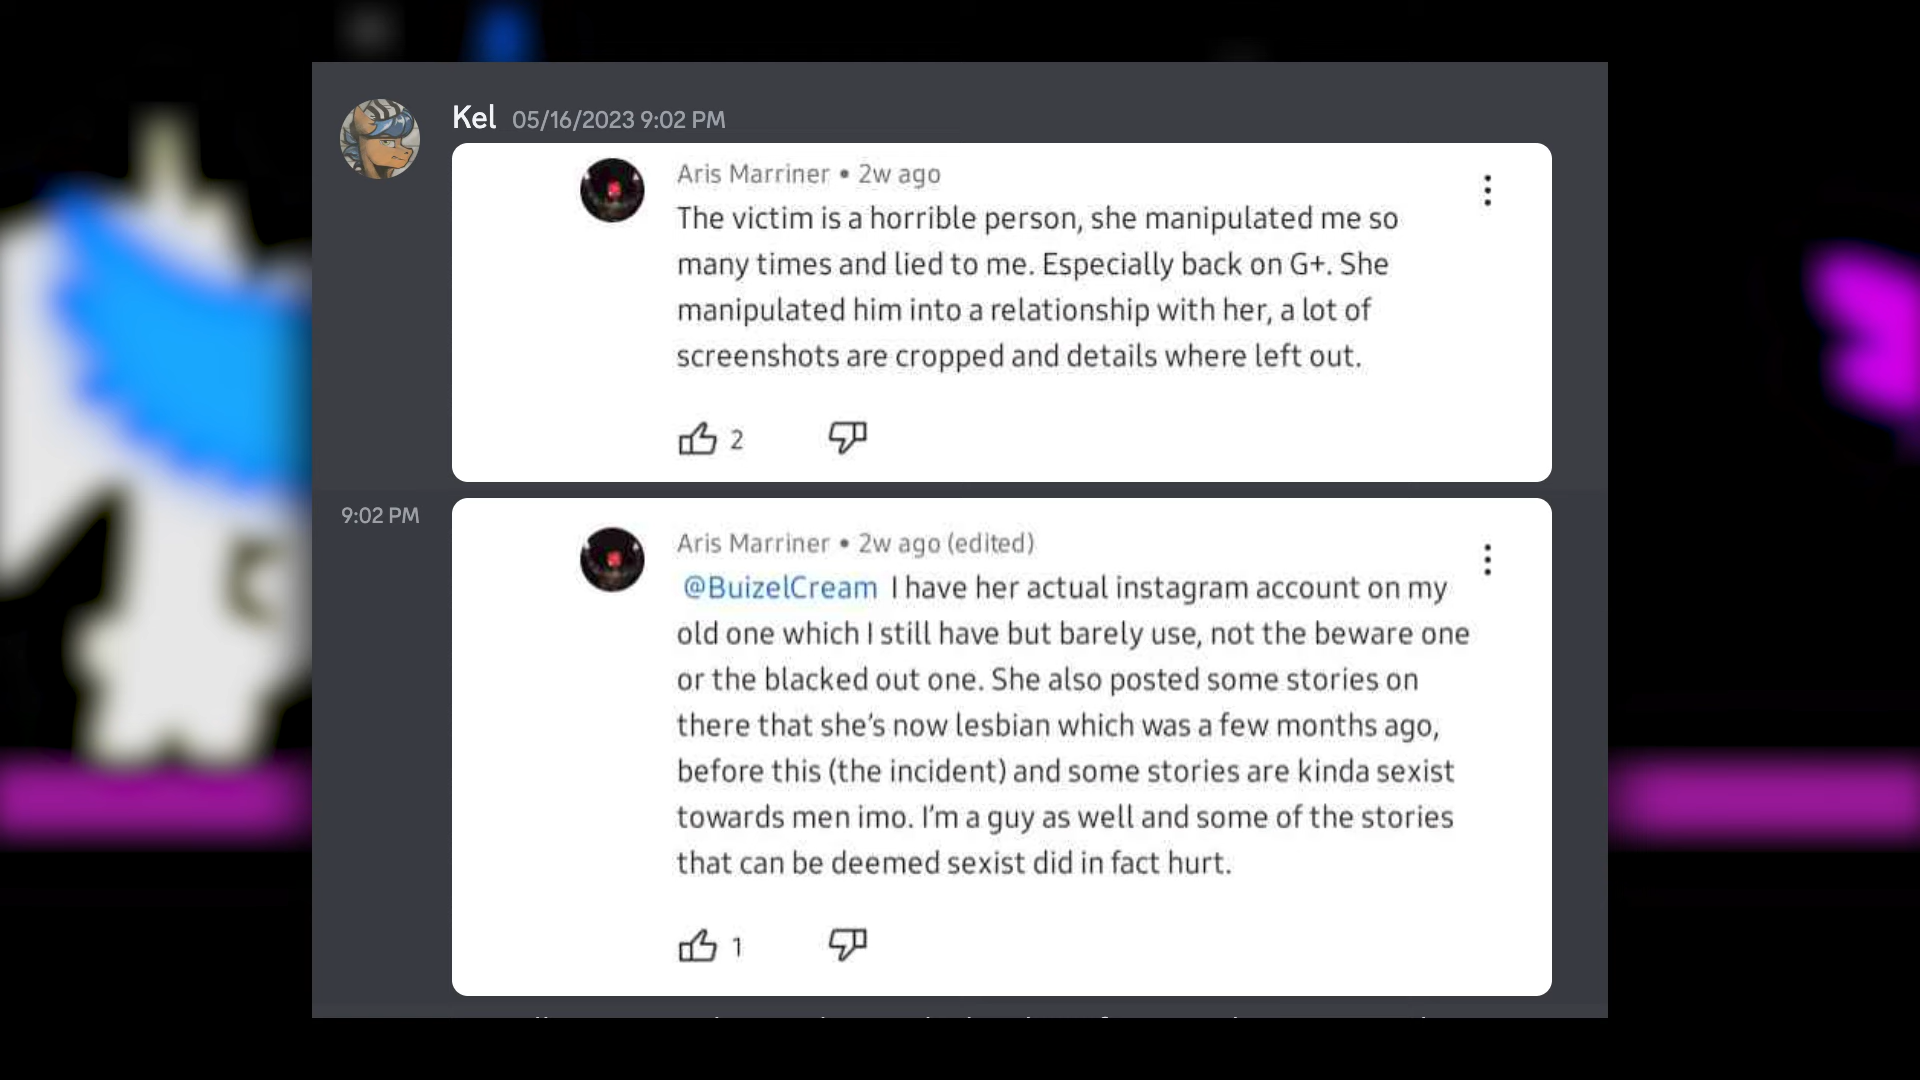 Kel 05/16/2023 9:02 PM
Aris Marriner • 2w ago
The victim is a horrible person, she manipulated me so
many times and lied to me. Especially back on G+. She
manipulated him into a relationship with her, a lot of
screenshots are cropped and details where left out.
2
9:02 PM
Aris Marriner • 2w ago (edited)
@BuizelCream I have her actual instagram account on my
old one which I still have but barely use, not the beware one
or the blacked out one. She also posted some stories on
there that she's now lesbian which was a few months ago,
before this (the incident) and some stories are kinda sexist
towards men imo. I'm a guy as well and some of the stories
that can be deemed sexist did in fact hurt.
1